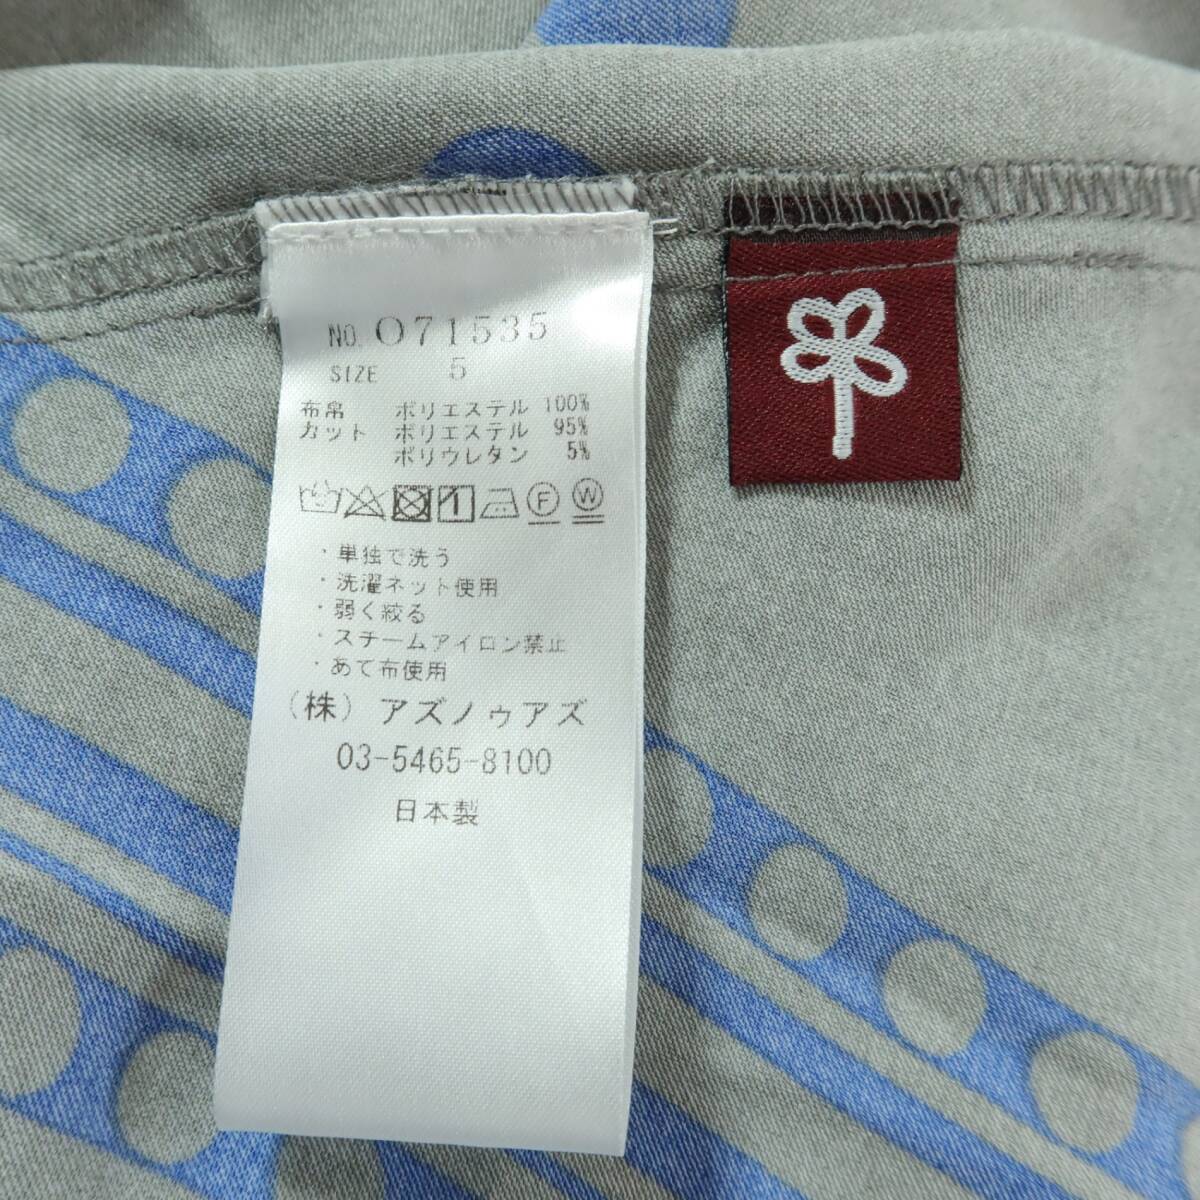 NO. O71535
SIZE 5
布帛 ポリエステル 100%
カット ポリエステル 95%
ポリウレタン 5%
F W
・単独で洗う
・洗濯ネット使用
・弱く絞る
・スチームアイロン禁止
・あて布使用
(株) アズノゥアズ
03-5465-8100
日本製